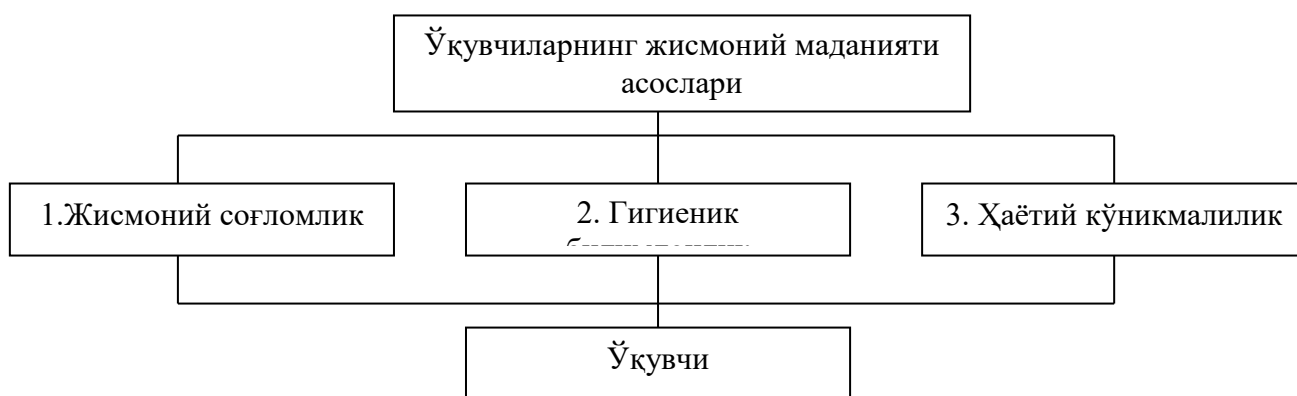 Ўқувчиларнинг жисмоний маданияти
асослари
1.Жисмоний соғломлик
2. Гигиеник
3. Ҳаётий кўникмалилик
Ўқувчи